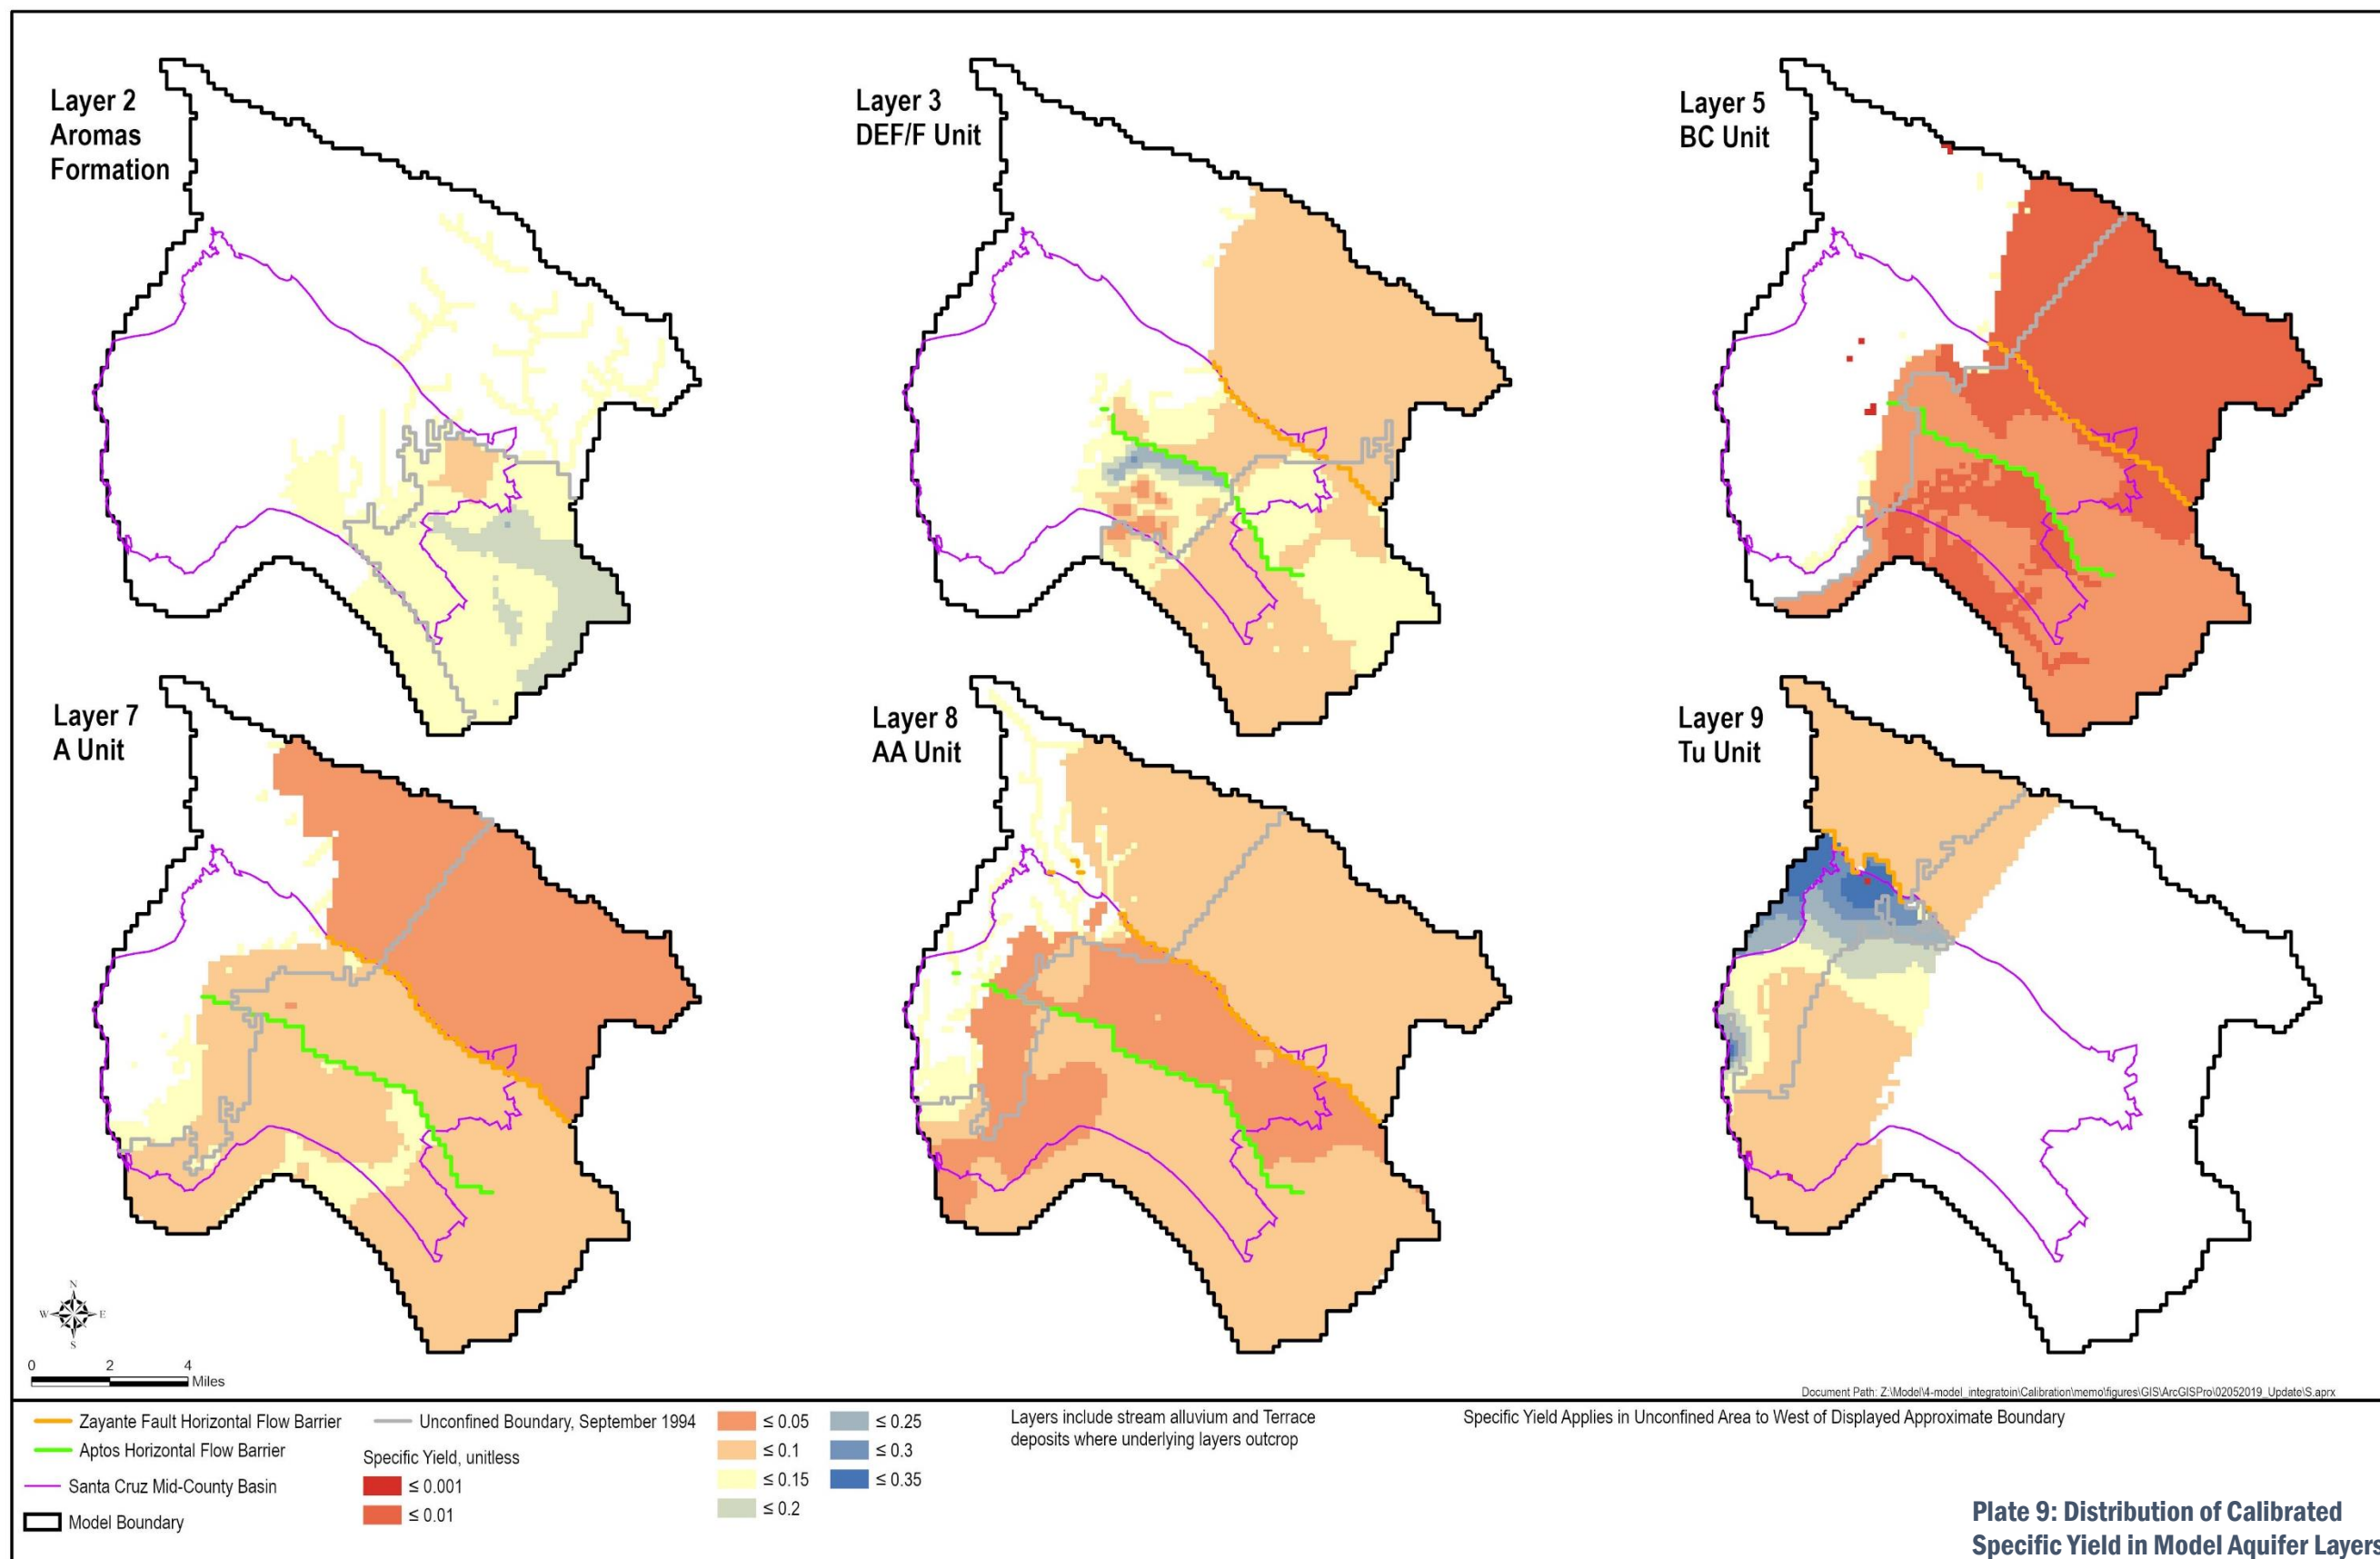 Layer 2
Aromas
Formation
Layer 3
DEF/F Unit
Layer 5
BC Unit
Layer 7
A Unit
Layer 8
AA Unit
Layer 9
Tu Unit
N
W
E
S
0 2 4
Miles
Document Path: Z:\Model\4-model_integratoin\Calibration\memo\figures\GIS\ArcGISPro\02052019_Update\S.aprx
Zayante Fault Horizontal Flow Barrier
Aptos Horizontal Flow Barrier
Santa Cruz Mid-County Basin
Model Boundary
Unconfined Boundary, September 1994
Specific Yield, unitless
≤ 0.001
≤ 0.01
≤ 0.05
≤ 0.1
≤ 0.15
≤ 0.2
≤ 0.25
≤ 0.3
≤ 0.35
Layers include stream alluvium and Terrace
deposits where underlying layers outcrop
Specific Yield Applies in Unconfined Area to West of Displayed Approximate Boundary
Plate 9: Distribution of Calibrated
Specific Yield in Model Aquifer Layers